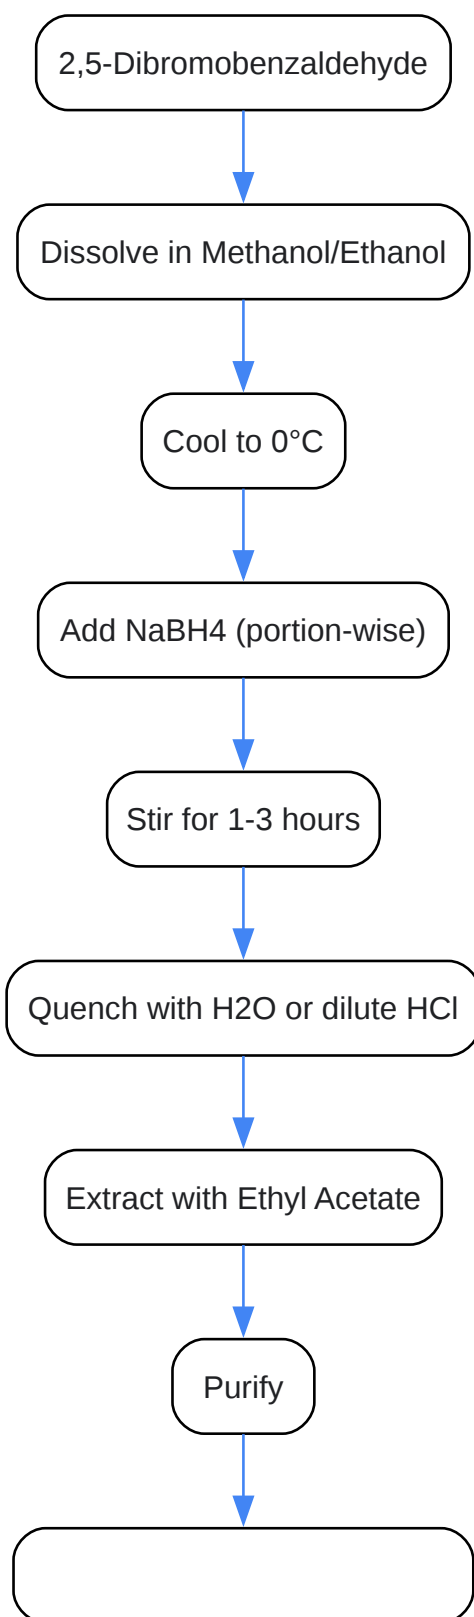 2,5-Dibromobenzaldehyde
Dissolve in Methanol/Ethanol
Cool to 0°C
Add NaBH4 (portion-wise)
Stir for 1-3 hours
Quench with H2O or dilute HCl
Extract with Ethyl Acetate
Purify